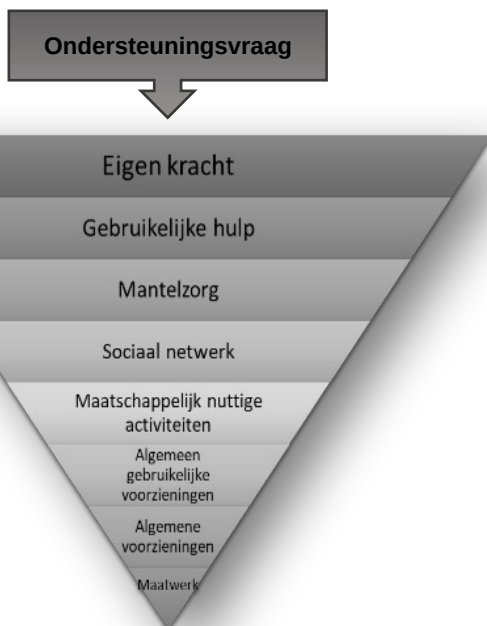 Ondersteuningsvraag
Eigen kracht
Gebruikelijke hulp
Mantelzorg
Sociaal netwerk
Maatschappelijk nuttige
activiteiten
Algemeen
gebruikelijke
voorzieningen
Algemene
voorzieningen
Maatwerk